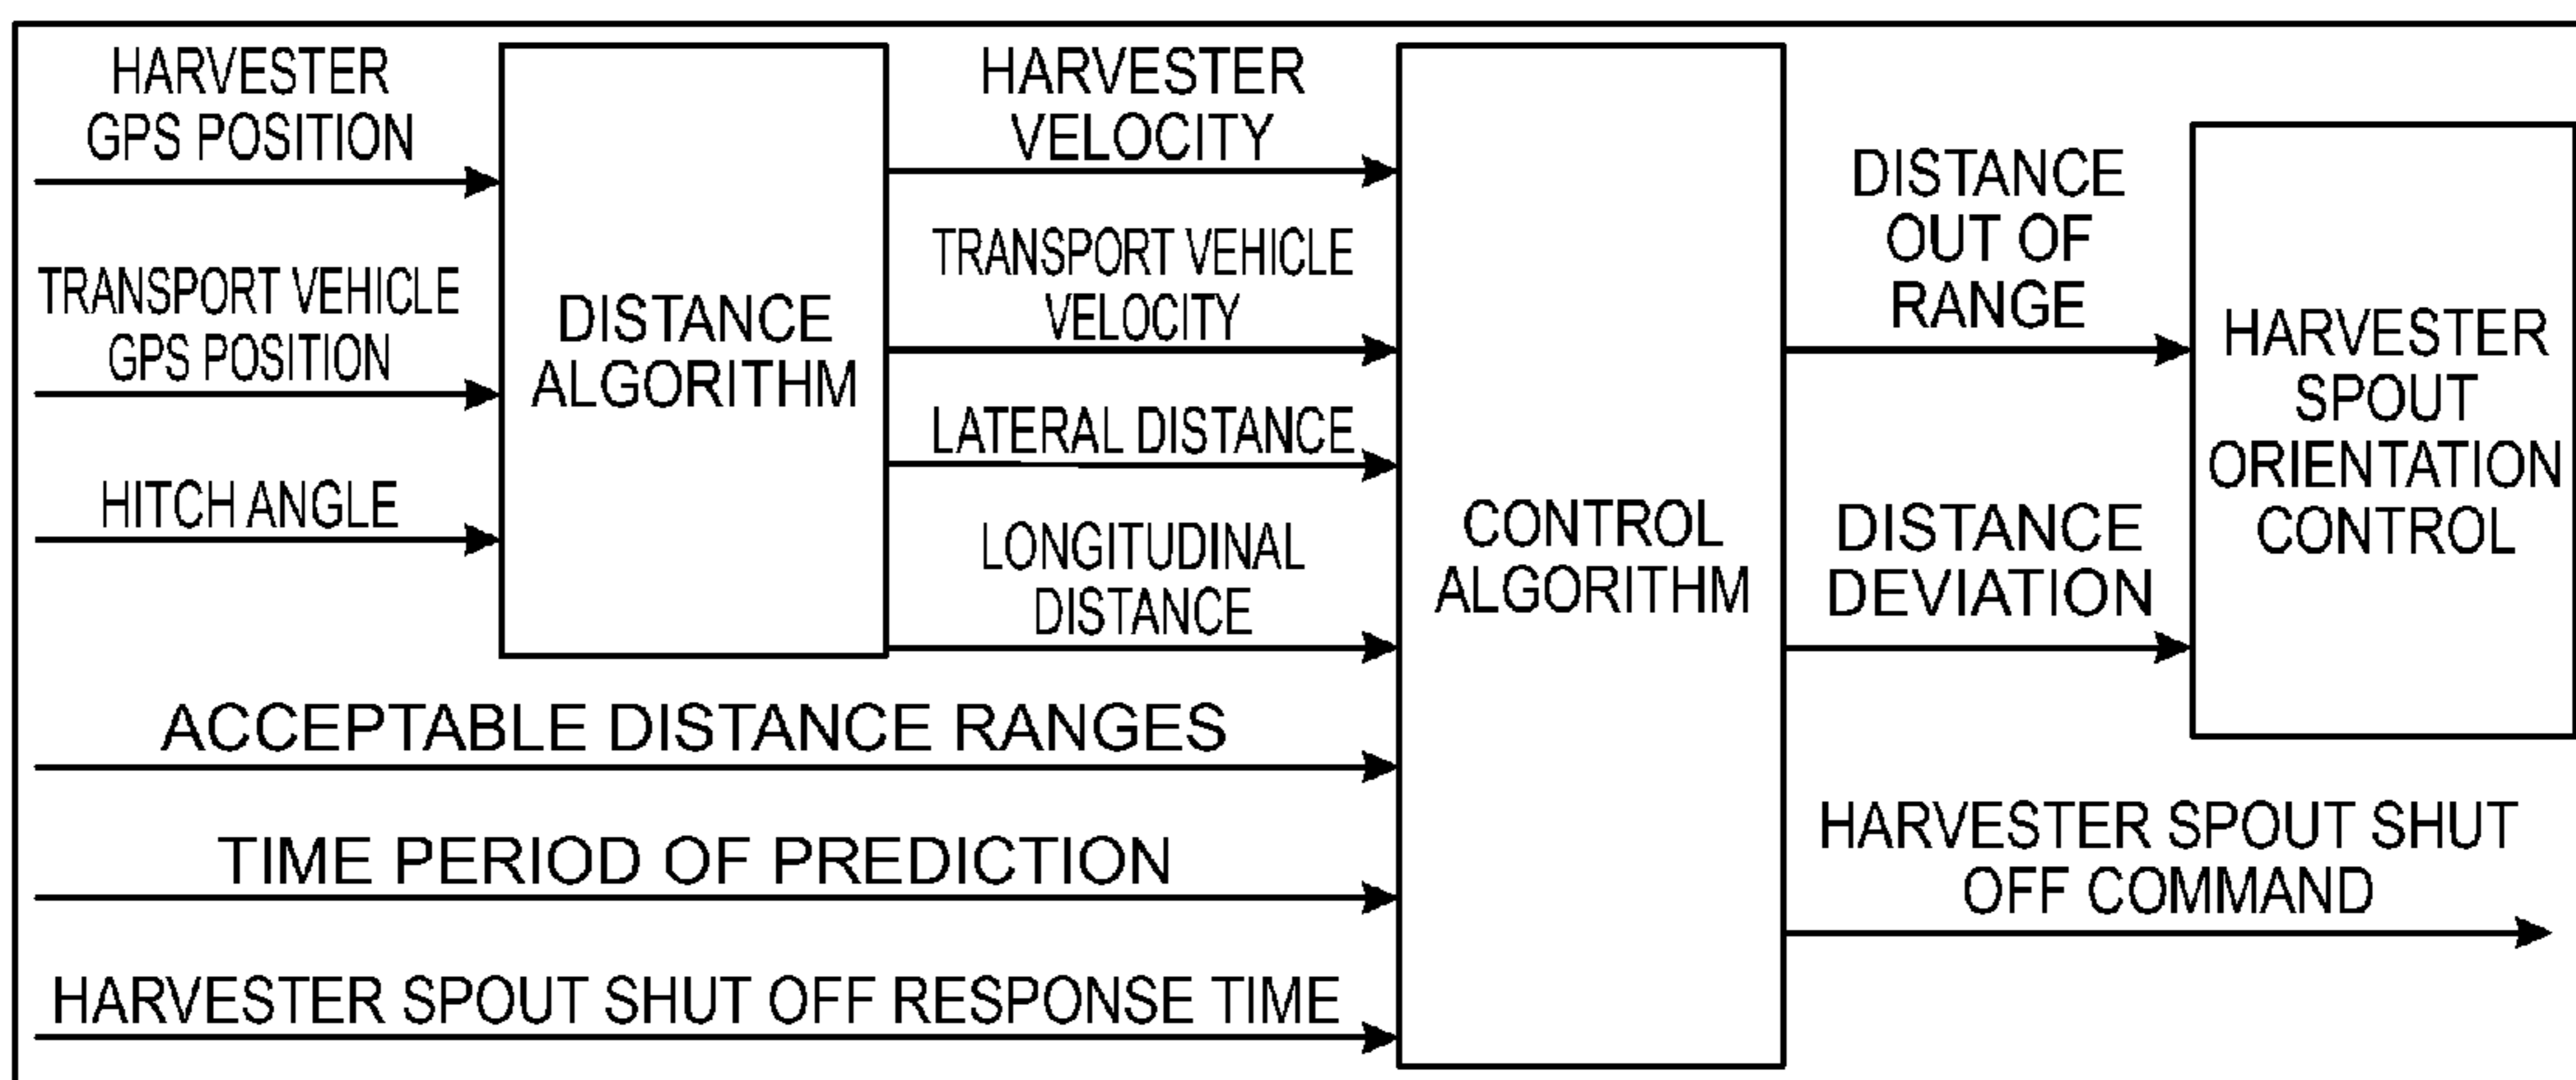 HARVESTER
GPS POSITION
TRANSPORT VEHICLE
GPS POSITION
HITCH ANGLE
DISTANCE
ALGORITHM
HARVESTER
VELOCITY
TRANSPORT VEHICLE
VELOCITY
LATERAL DISTANCE
LONGITUDINAL
DISTANCE
ACCEPTABLE DISTANCE RANGES
TIME PERIOD OF PREDICTION
HARVESTER SPOUT SHUT OFF RESPONSE TIME
CONTROL
ALGORITHM
DISTANCE
OUT OF
RANGE
DISTANCE
DEVIATION
HARVESTER
SPOUT
ORIENTATION
CONTROL
HARVESTER SPOUT SHUT
OFF COMMAND